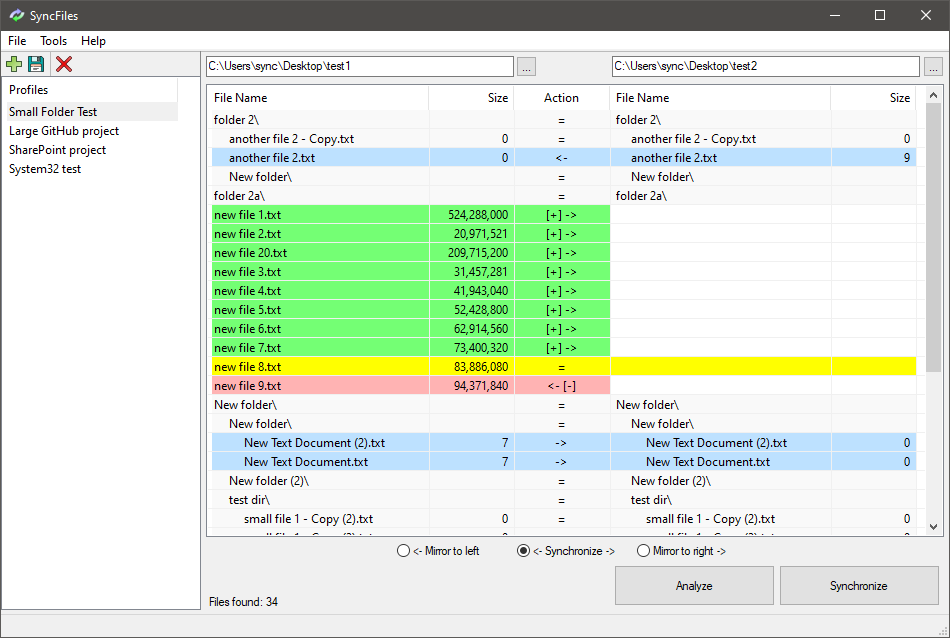 SyncFiles
File Tools Help
C:\Users\sync\Desktop\test1 ... C:\Users\sync\Desktop\test2 ...
Profiles
Small Folder Test
Large GitHub project
SharePoint project
System32 test
File Name Size Action File Name Size
folder 2\ = folder 2\
another file 2 - Copy.txt 0 = another file 2 - Copy.txt 0
another file 2.txt 0 <- another file 2.txt 9
New folder\ = New folder\
folder 2a\ = folder 2a\
new file 1.txt 524,288,000 [+] ->
new file 2.txt 20,971,521 [+] ->
new file 20.txt 209,715,200 [+] ->
new file 3.txt 31,457,281 [+] ->
new file 4.txt 41,943,040 [+] ->
new file 5.txt 52,428,800 [+] ->
new file 6.txt 62,914,560 [+] ->
new file 7.txt 73,400,320 [+] ->
new file 8.txt 83,886,080 =
new file 9.txt 94,371,840 <- [-]
New folder\ = New folder\
New folder\ = New folder\
New Text Document (2).txt 7 -> New Text Document (2).txt 0
New Text Document.txt 7 -> New Text Document.txt 0
New folder (2)\ = New folder (2)\
test dir\ = test dir\
small file 1 - Copy (2).txt 0 = small file 1 - Copy (2).txt 0
<- Mirror to left <- Synchronize -> Mirror to right ->
Analyze Synchronize
Files found: 34